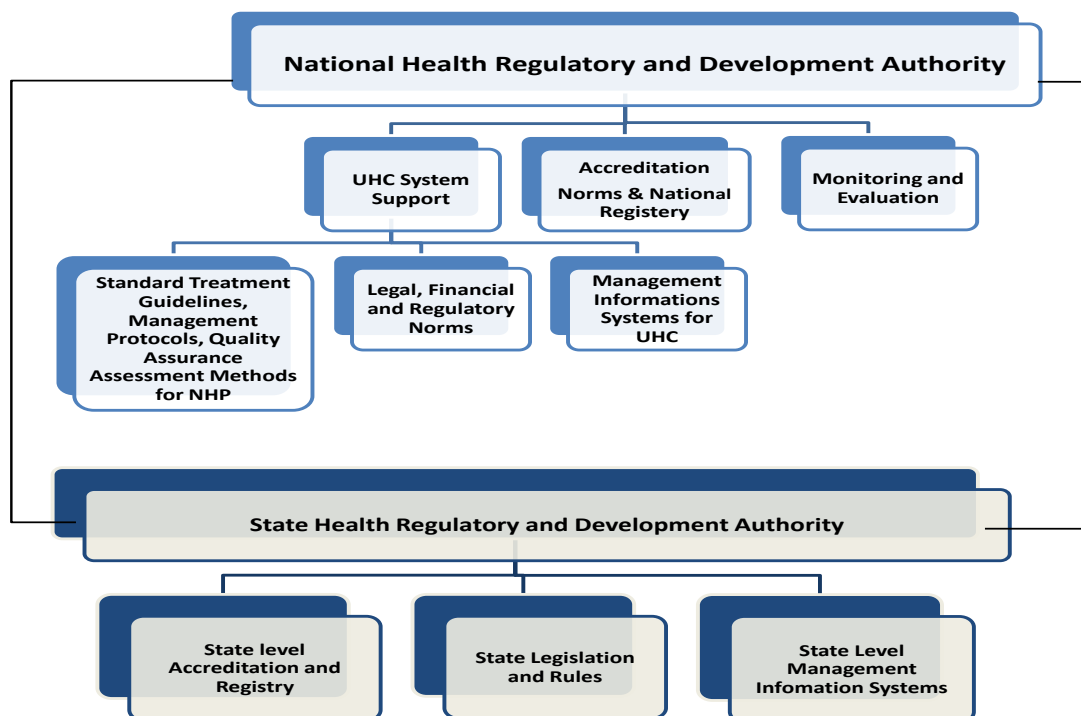 National Health Regulatory and Development Authority
UHC System
Support
Accreditation
Norms & National
Registery
Monitoring and
Evaluation
Standard Treatment
Guidelines,
Management
Protocols, Quality
Assurance
Assessment Methods
for NHP
Legal, Financial
and Regulatory
Norms
Management
Informations
Systems for
UHC
State Health Regulatory and Development Authority
State level
Accreditation and
Registry
State Legislation
and Rules
State Level
Management
Infomation Systems